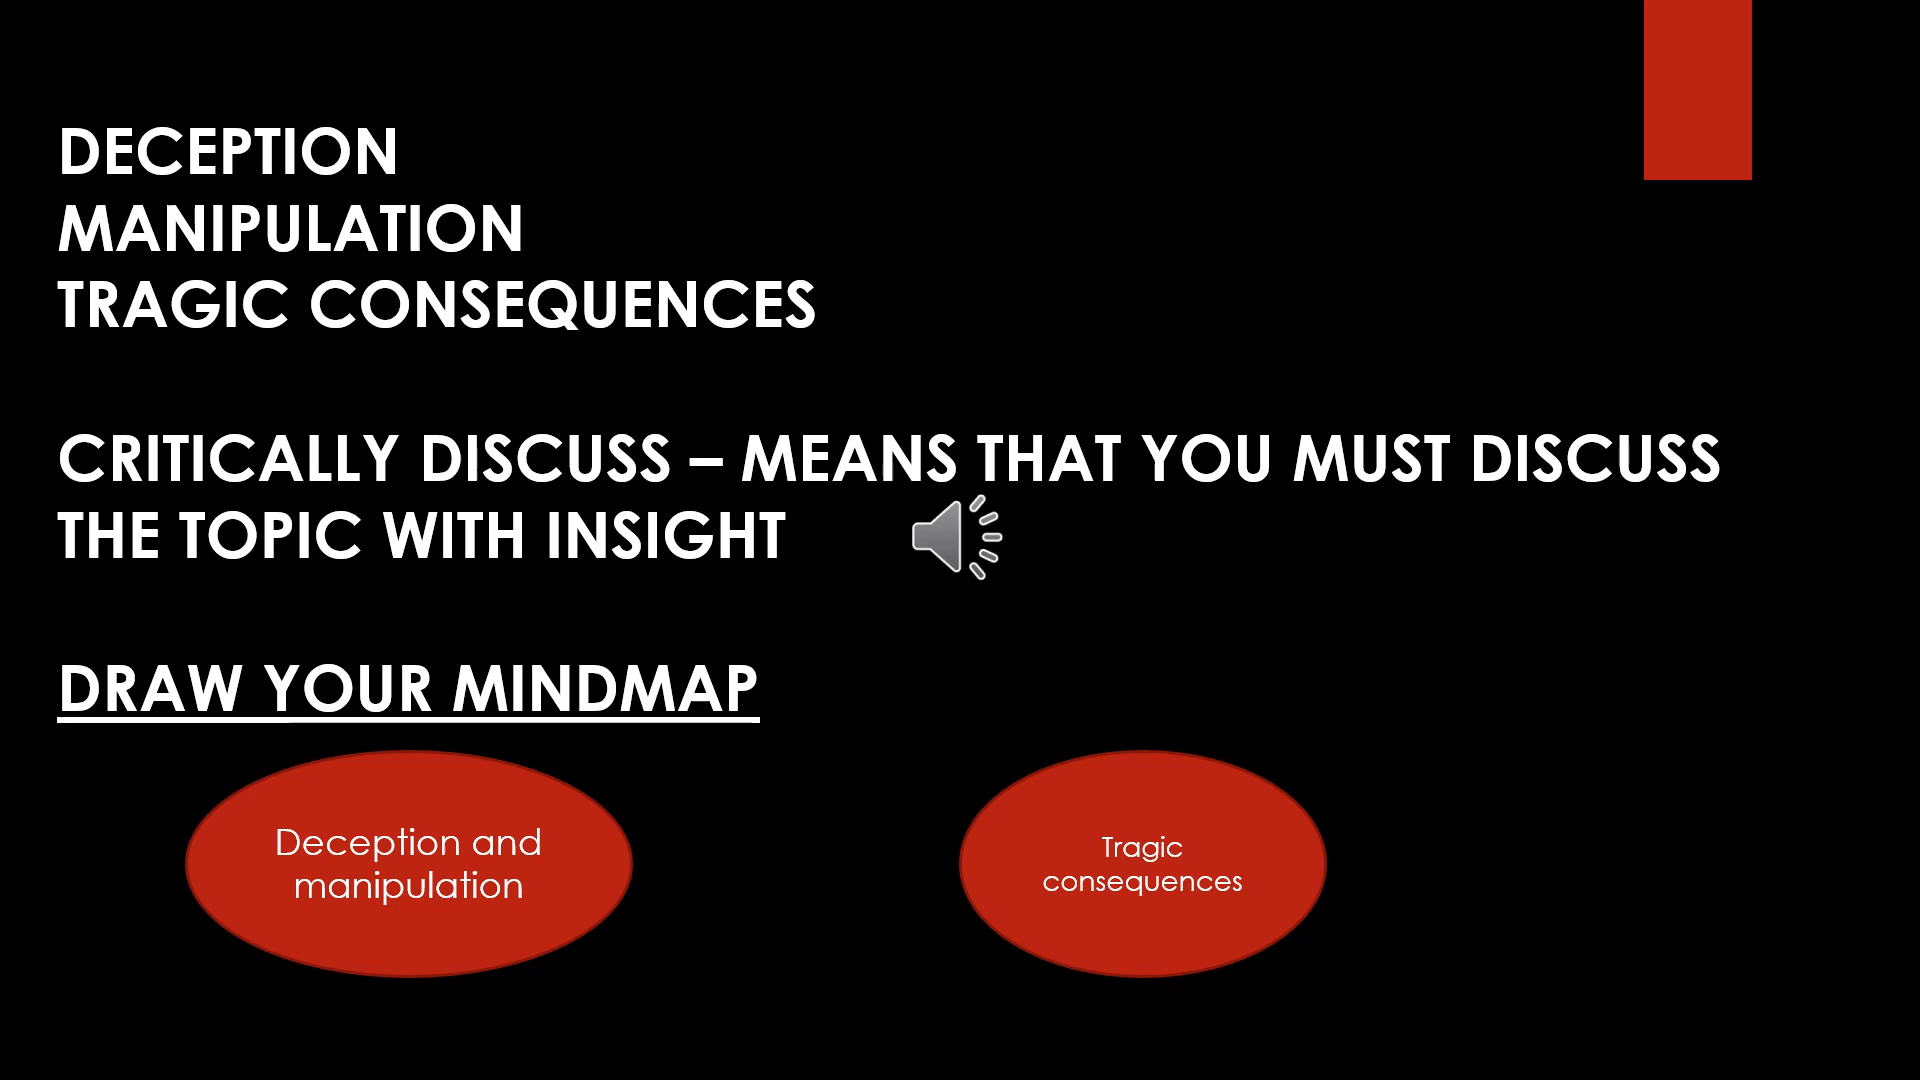 DECEPTION
MANIPULATION
TRAGIC CONSEQUENCES
CRITICALLY DISCUSS – MEANS THAT YOU MUST DISCUSS
THE TOPIC WITH INSIGHT
DRAW YOUR MINDMAP
Deception and
manipulation
Tragic
consequences